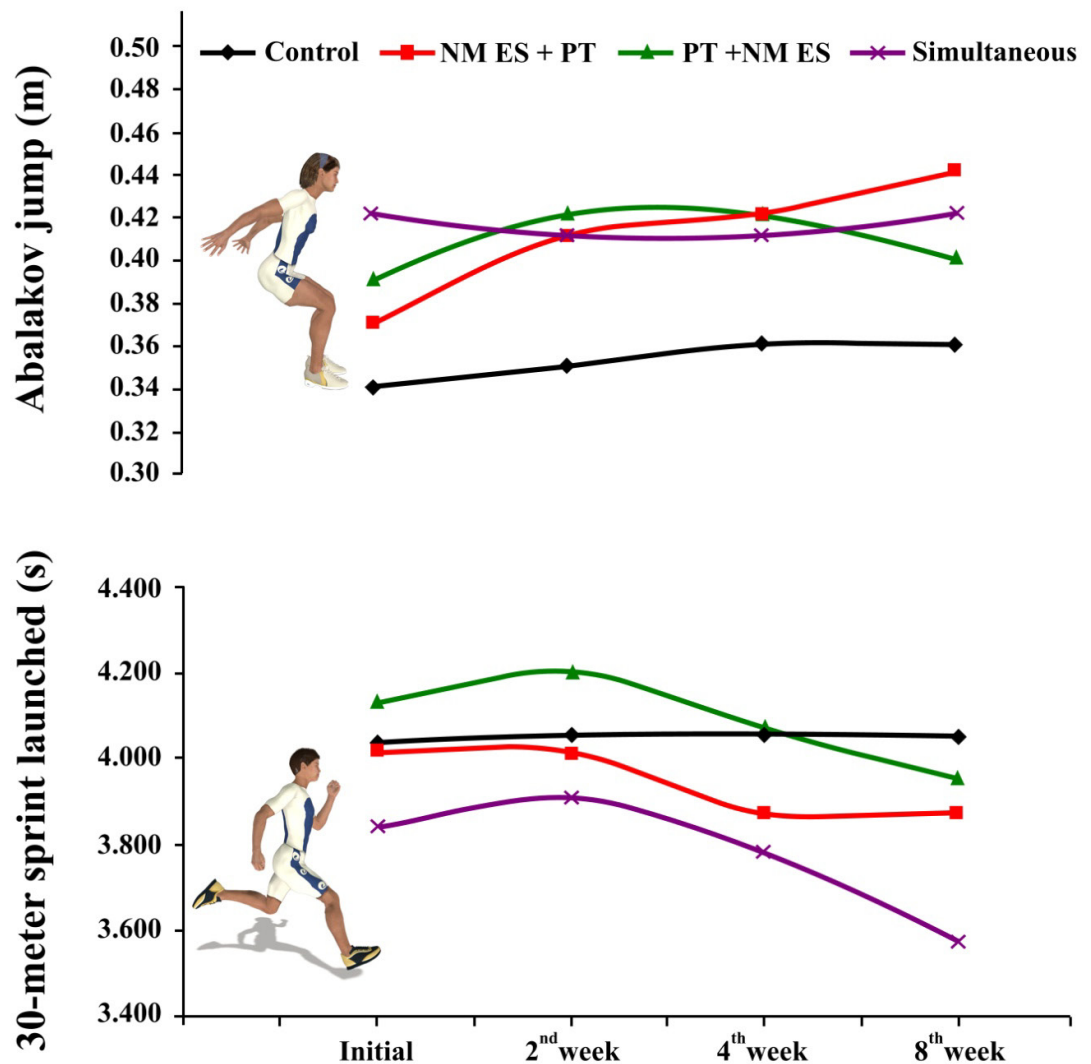 Abalakov jump (m)
0.50
0.48
0.46
0.44
0.42
0.40
0.38
0.36
0.34
0.32
0.30
Control
NM ES + PT
PT +NM ES
Simultaneous
30-meter sprint launched (s)
4.400
4.200
4.000
3.800
3.600
3.400
Initial
2nd week
4th week
8th week